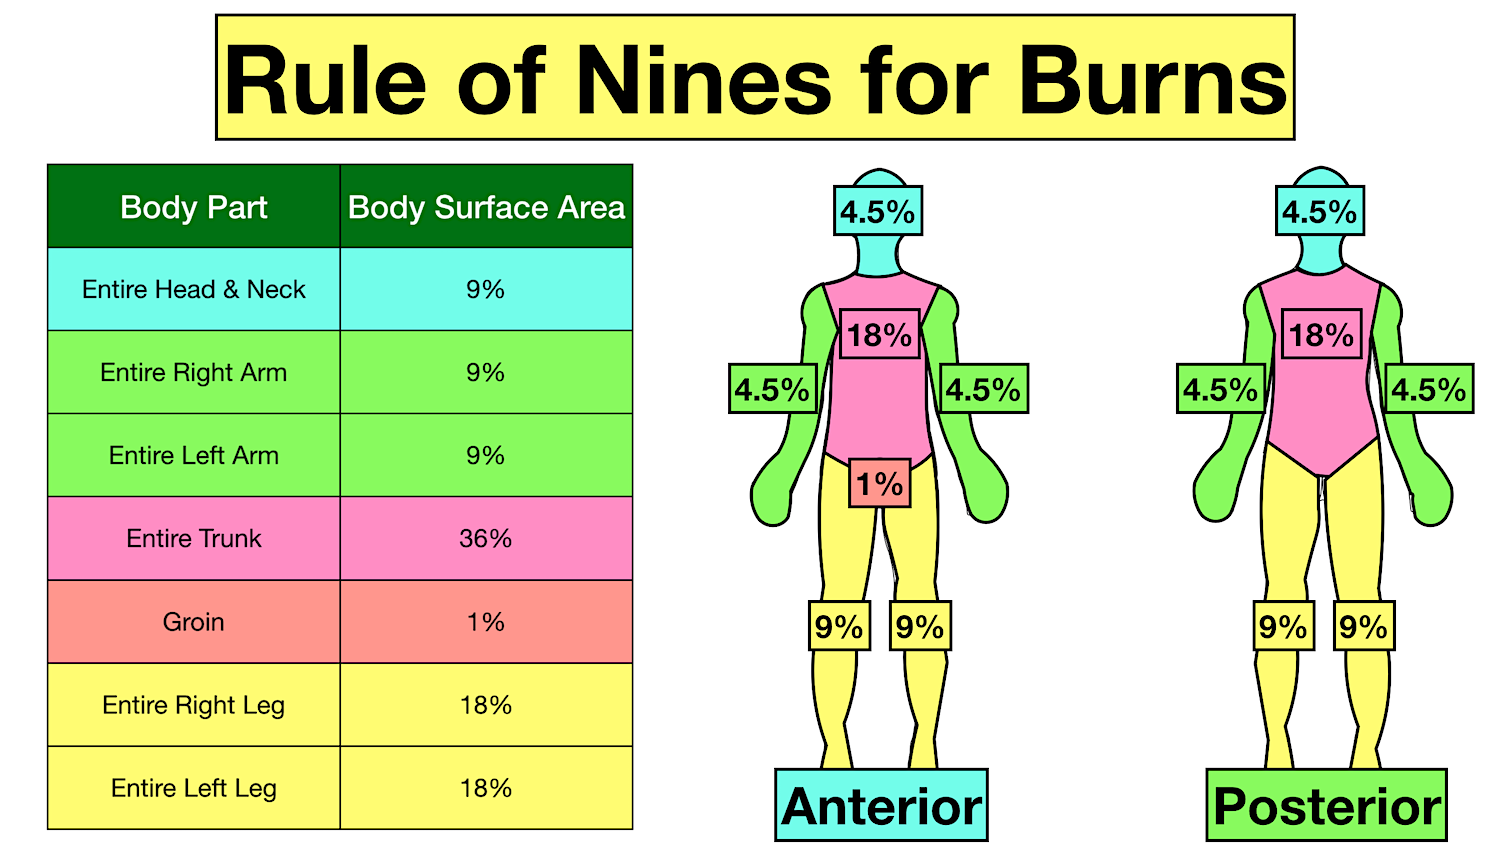 Rule of Nines for Burns
Body Part Body Surface Area
Entire Head & Neck 9%
Entire Right Arm 9%
Entire Left Arm 9%
Entire Trunk 36%
Groin 1%
Entire Right Leg 18%
Entire Left Leg 18%
4.5%
18%
4.5% 4.5%
1%
9% 9%
Anterior
4.5%
18%
4.5% 4.5%
9% 9%
Posterior